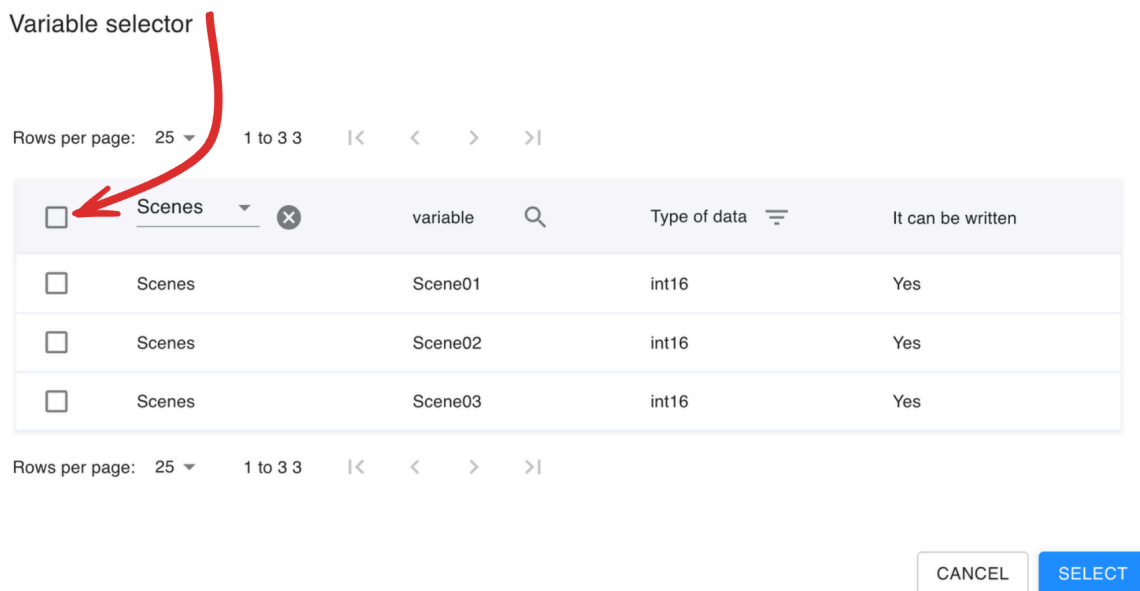 Variable selector
Rows per page: 25 1 to 3 3
Scenes variable Type of data It can be written
Scenes Scene01 int16 Yes
Scenes Scene02 int16 Yes
Scenes Scene03 int16 Yes
Rows per page: 25 1 to 3 3
CANCEL SELECT